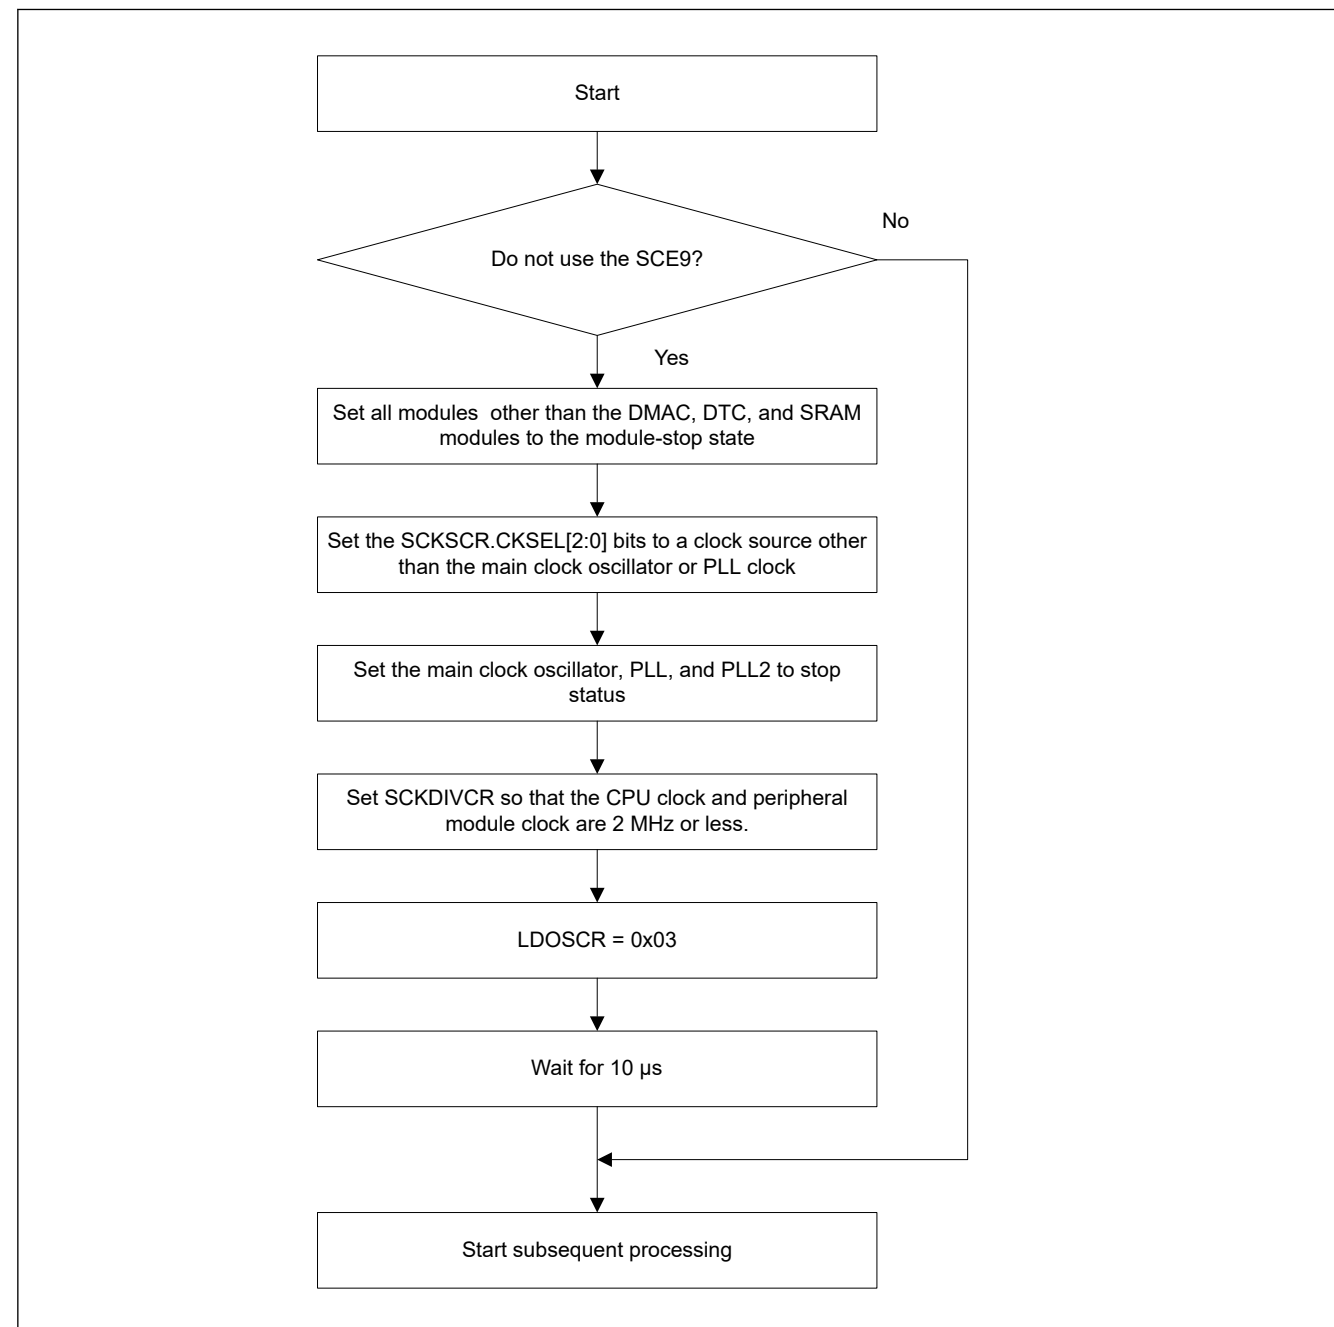 Start
No
Do not use the SCE9?
Yes
Set all modules  other than the DMAC, DTC, and SRAM
modules to the module-stop state
Set the SCKSCR.CKSEL[2:0] bits to a clock source other
than the main clock oscillator or PLL clock
Set the main clock oscillator, PLL, and PLL2 to stop
status
Set SCKDIVCR so that the CPU clock and peripheral
module clock are 2 MHz or less.
LDOSCR = 0x03
Wait for 10 µs
Start subsequent processing